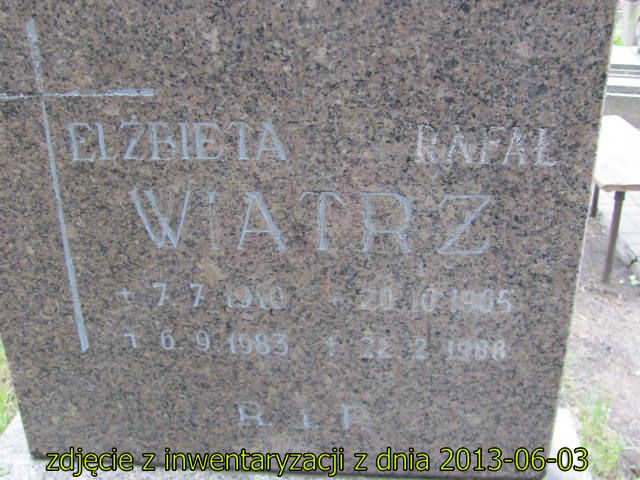 ELŻBIETA RAFAŁ
WIATRZ
* 7.7.1910 * 20.10.1905
† 6.9.1983 † 22.2.1988
R.I.P.
zdjęcie z inwentaryzacji z dnia 2013-06-03